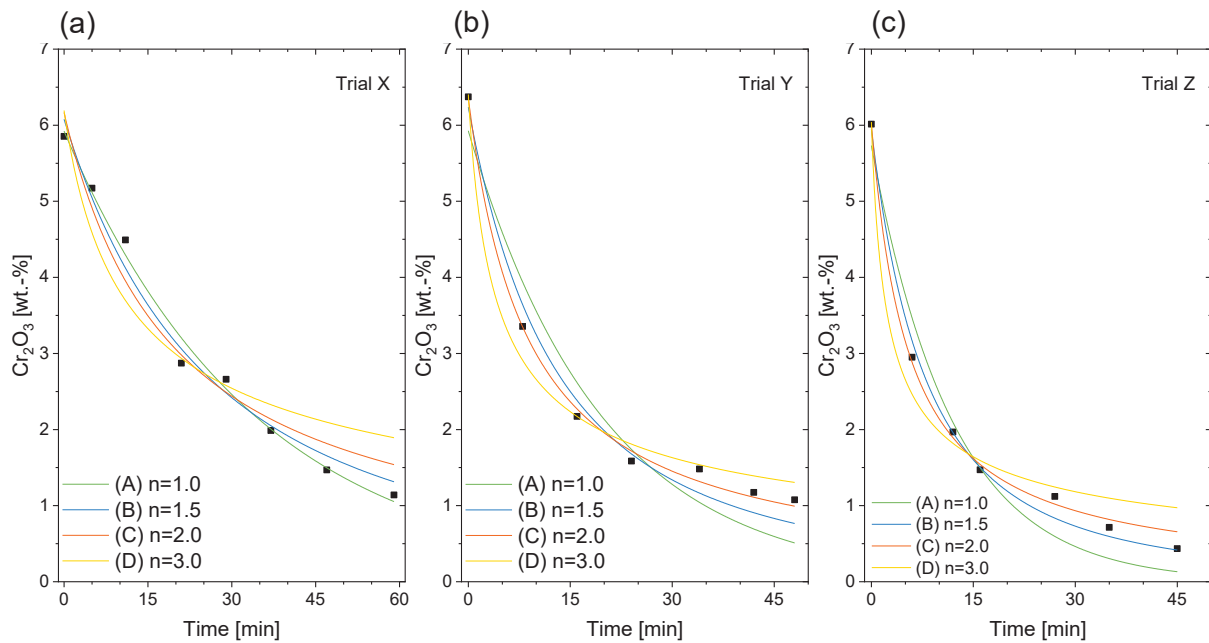 (a)
7
6
5
4
3
2
1
0
Cr₂O₃ [wt.-%]
Trial X
(A) n=1.0
(B) n=1.5
(C) n=2.0
(D) n=3.0
0 15 30 45 60
Time [min]
(b)
7
6
5
4
3
2
1
0
Cr₂O₃ [wt.-%]
Trial Y
(A) n=1.0
(B) n=1.5
(C) n=2.0
(D) n=3.0
0 15 30 45
Time [min]
(c)
7
6
5
4
3
2
1
0
Cr₂O₃ [wt.-%]
Trial Z
(A) n=1.0
(B) n=1.5
(C) n=2.0
(D) n=3.0
0 15 30 45
Time [min]